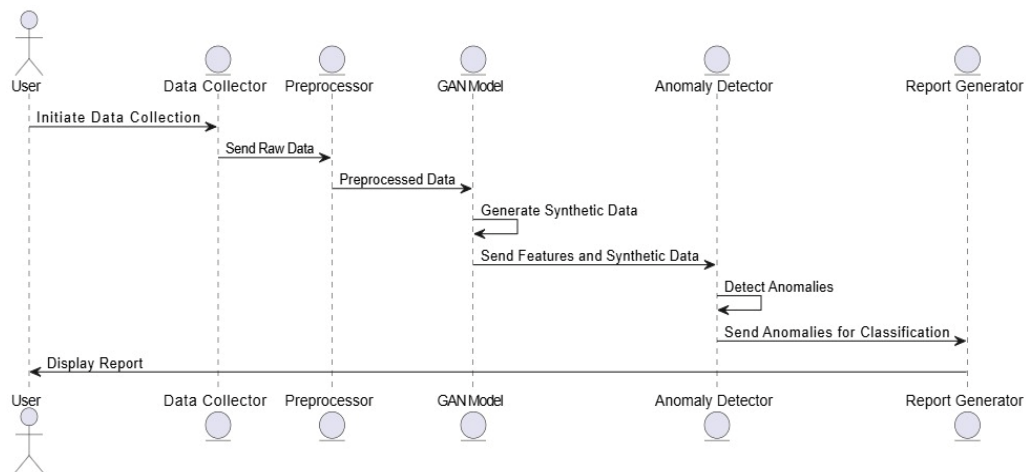 User Data Collector Preprocessor GAN Model Anomaly Detector Report Generator
Initiate Data Collection
Send Raw Data
Preprocessed Data
Generate Synthetic Data
Send Features and Synthetic Data
Detect Anomalies
Send Anomalies for Classification
Display Report
User Data Collector Preprocessor GAN Model Anomaly Detector Report Generator